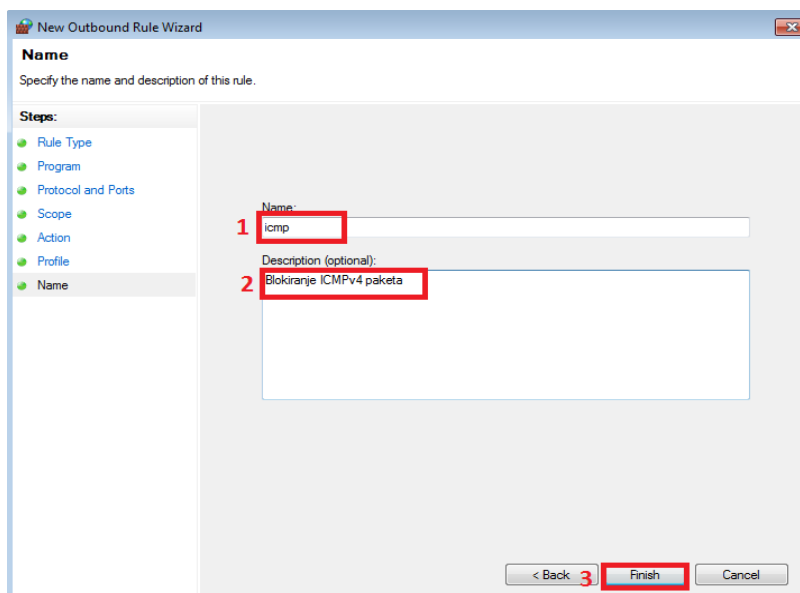 New Outbound Rule Wizard
Name
Specify the name and description of this rule.
Steps:
Rule Type
Program
Protocol and Ports
Scope
Action
Profile
Name
Name:
1 icmp
Description (optional):
2 Blokiranje ICMPv4 paketa
< Back 3 Finish Cancel